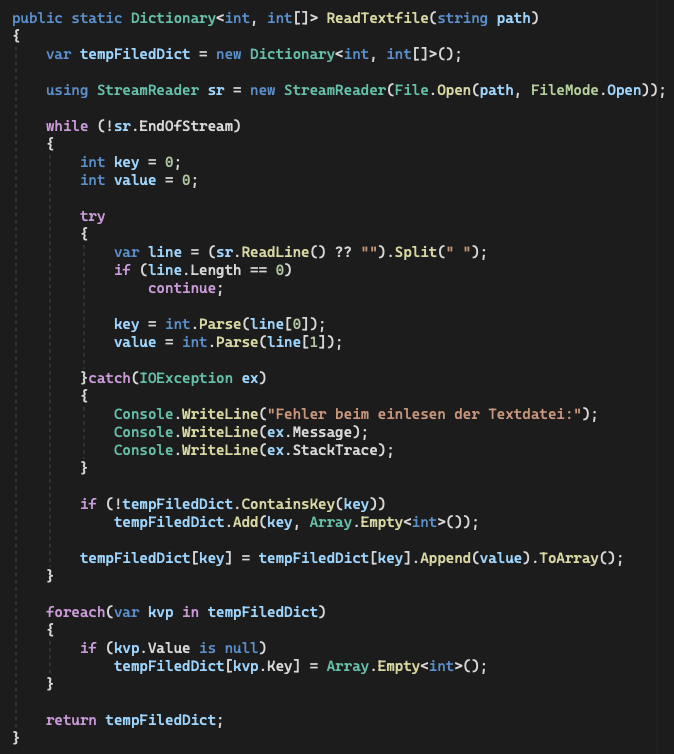 public static Dictionary<int, int[]> ReadTextfile(string path)
{
    var tempFiledDict = new Dictionary<int, int[]>();
    using StreamReader sr = new StreamReader(File.Open(path, FileMode.Open));
    while (!sr.EndOfStream)
    {
        int key = 0;
        int value = 0;
        try
        {
            var line = (sr.ReadLine() ?? "").Split(" ");
            if (line.Length == 0)
                continue;
            key = int.Parse(line[0]);
            value = int.Parse(line[1]);
        }catch(IOException ex)
        {
            Console.WriteLine("Fehler beim einlesen der Textdatei:");
            Console.WriteLine(ex.Message);
            Console.WriteLine(ex.StackTrace);
        }
        if (!tempFiledDict.ContainsKey(key))
            tempFiledDict.Add(key, Array.Empty<int>());
        tempFiledDict[key] = tempFiledDict[key].Append(value).ToArray();
    }
    foreach(var kvp in tempFiledDict)
    {
        if (kvp.Value is null)
            tempFiledDict[kvp.Key] = Array.Empty<int>();
    }
    return tempFiledDict;
}